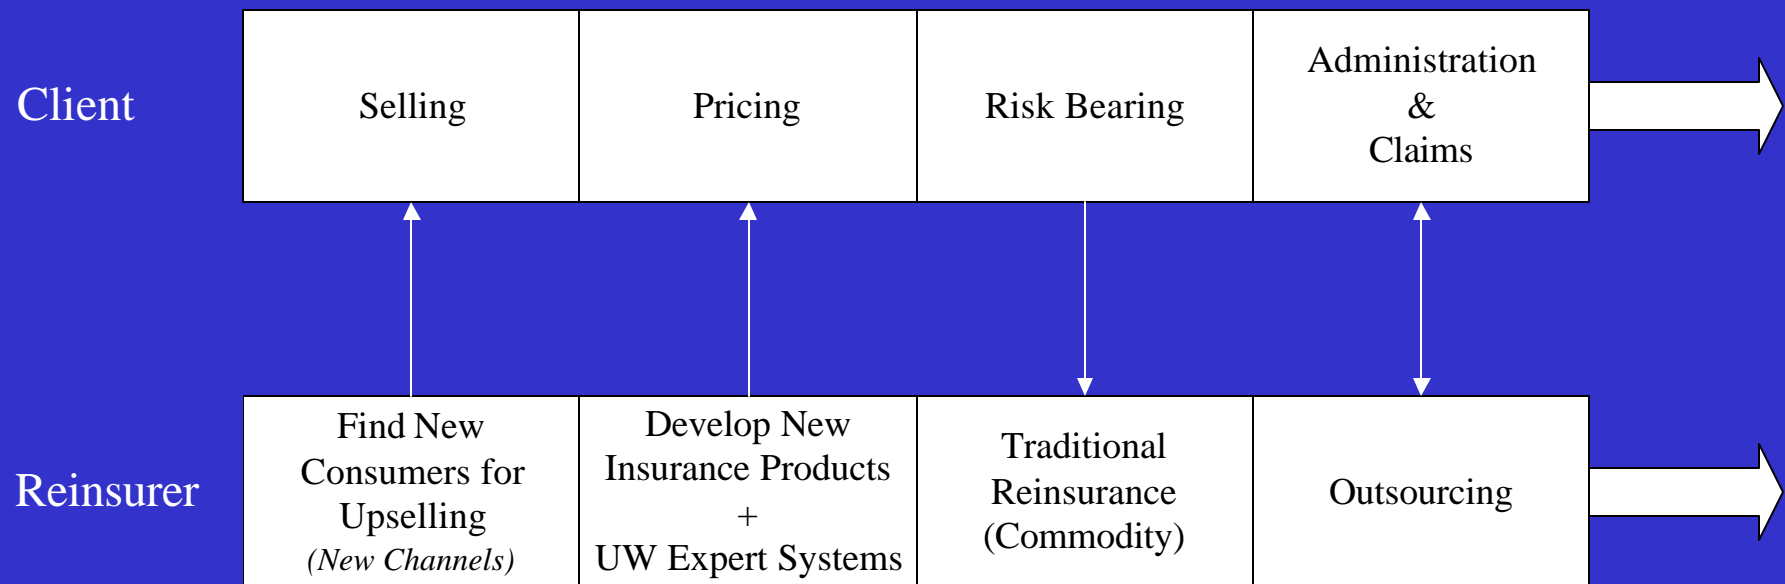 Client
Selling
Pricing
Risk Bearing
Administration
&
Claims
Reinsurer
Find New
Consumers for
Upselling
(New Channels)
Develop New
Insurance Products
+
UW Expert Systems
Traditional
Reinsurance
(Commodity)
Outsourcing